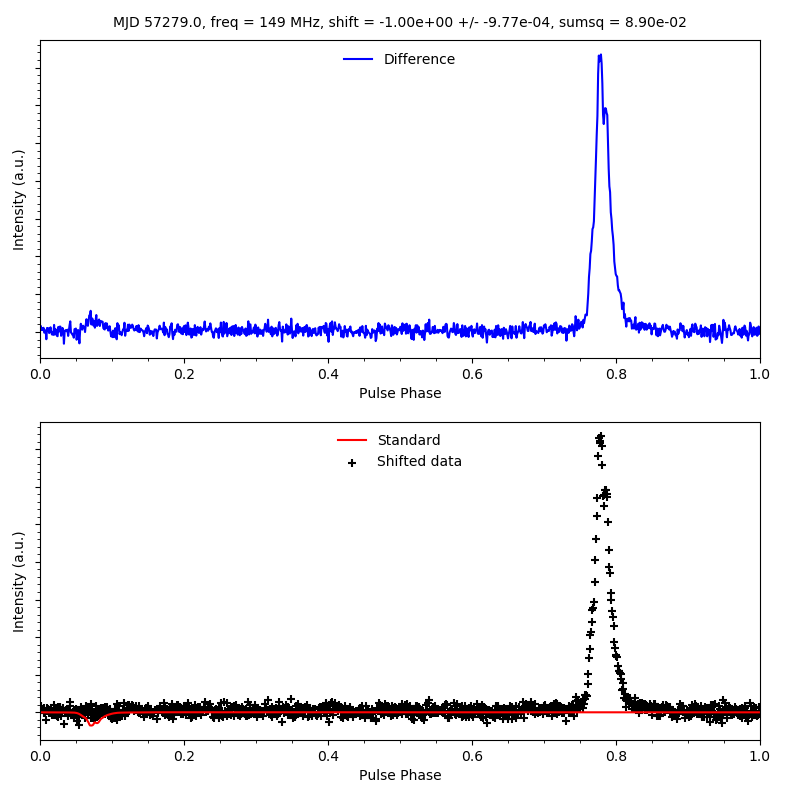 MJD 57279.0, freq = 149 MHz, shift = -1.00e+00 +/- -9.77e-04, sumsq = 8.90e-02
Difference
Intensity (a.u.)
0.0 0.2 0.4 0.6 0.8 1.0
Pulse Phase
Standard
Shifted data
Intensity (a.u.)
0.0 0.2 0.4 0.6 0.8 1.0
Pulse Phase